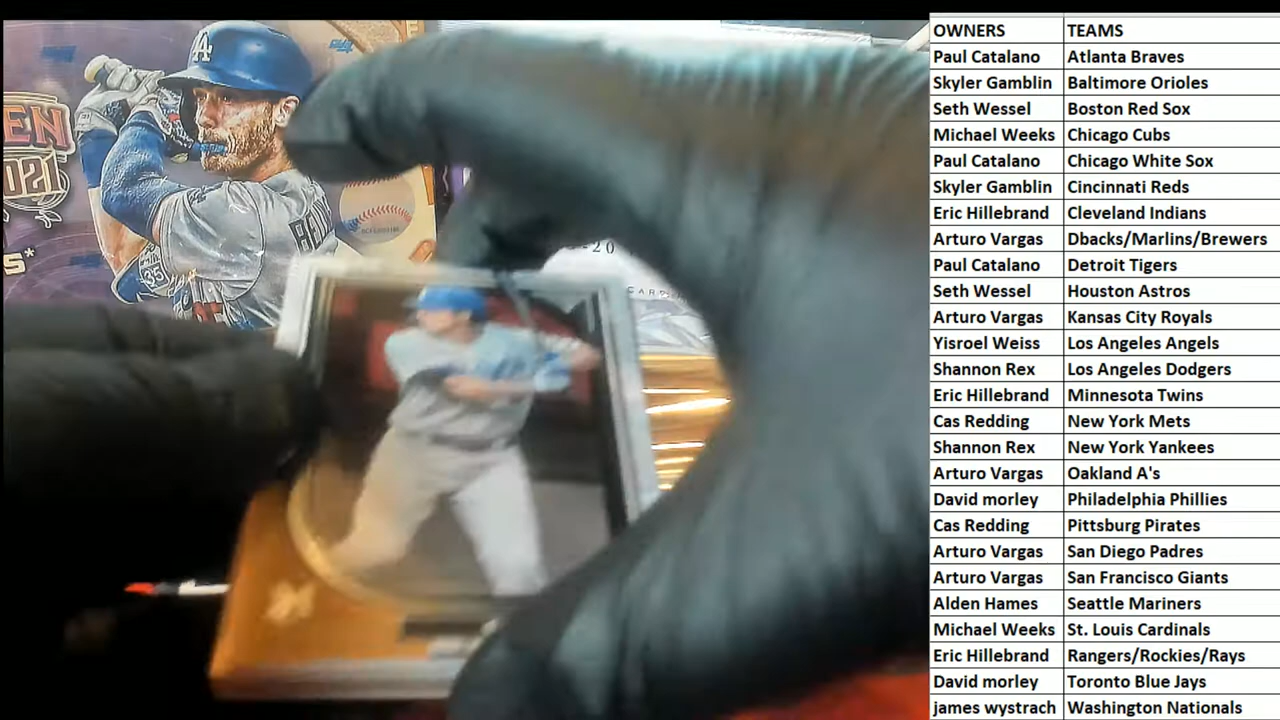 OWNERS TEAMS
Paul Catalano Atlanta Braves
Skyler Gamblin Baltimore Orioles
Seth Wessel Boston Red Sox
Michael Weeks Chicago Cubs
Paul Catalano Chicago White Sox
Skyler Gamblin Cincinnati Reds
Eric Hillebrand Cleveland Indians
Arturo Vargas Dbacks/Marlins/Brewers
Paul Catalano Detroit Tigers
Seth Wessel Houston Astros
Arturo Vargas Kansas City Royals
Yisroel Weiss Los Angeles Angels
Shannon Rex Los Angeles Dodgers
Eric Hillebrand Minnesota Twins
Cas Redding New York Mets
Shannon Rex New York Yankees
Arturo Vargas Oakland A's
David morley Philadelphia Phillies
Cas Redding Pittsburg Pirates
Arturo Vargas San Diego Padres
Arturo Vargas San Francisco Giants
Alden Hames Seattle Mariners
Michael Weeks St. Louis Cardinals
Eric Hillebrand Rangers/Rockies/Rays
David morley Toronto Blue Jays
james wystrach Washington Nationals
LA
35